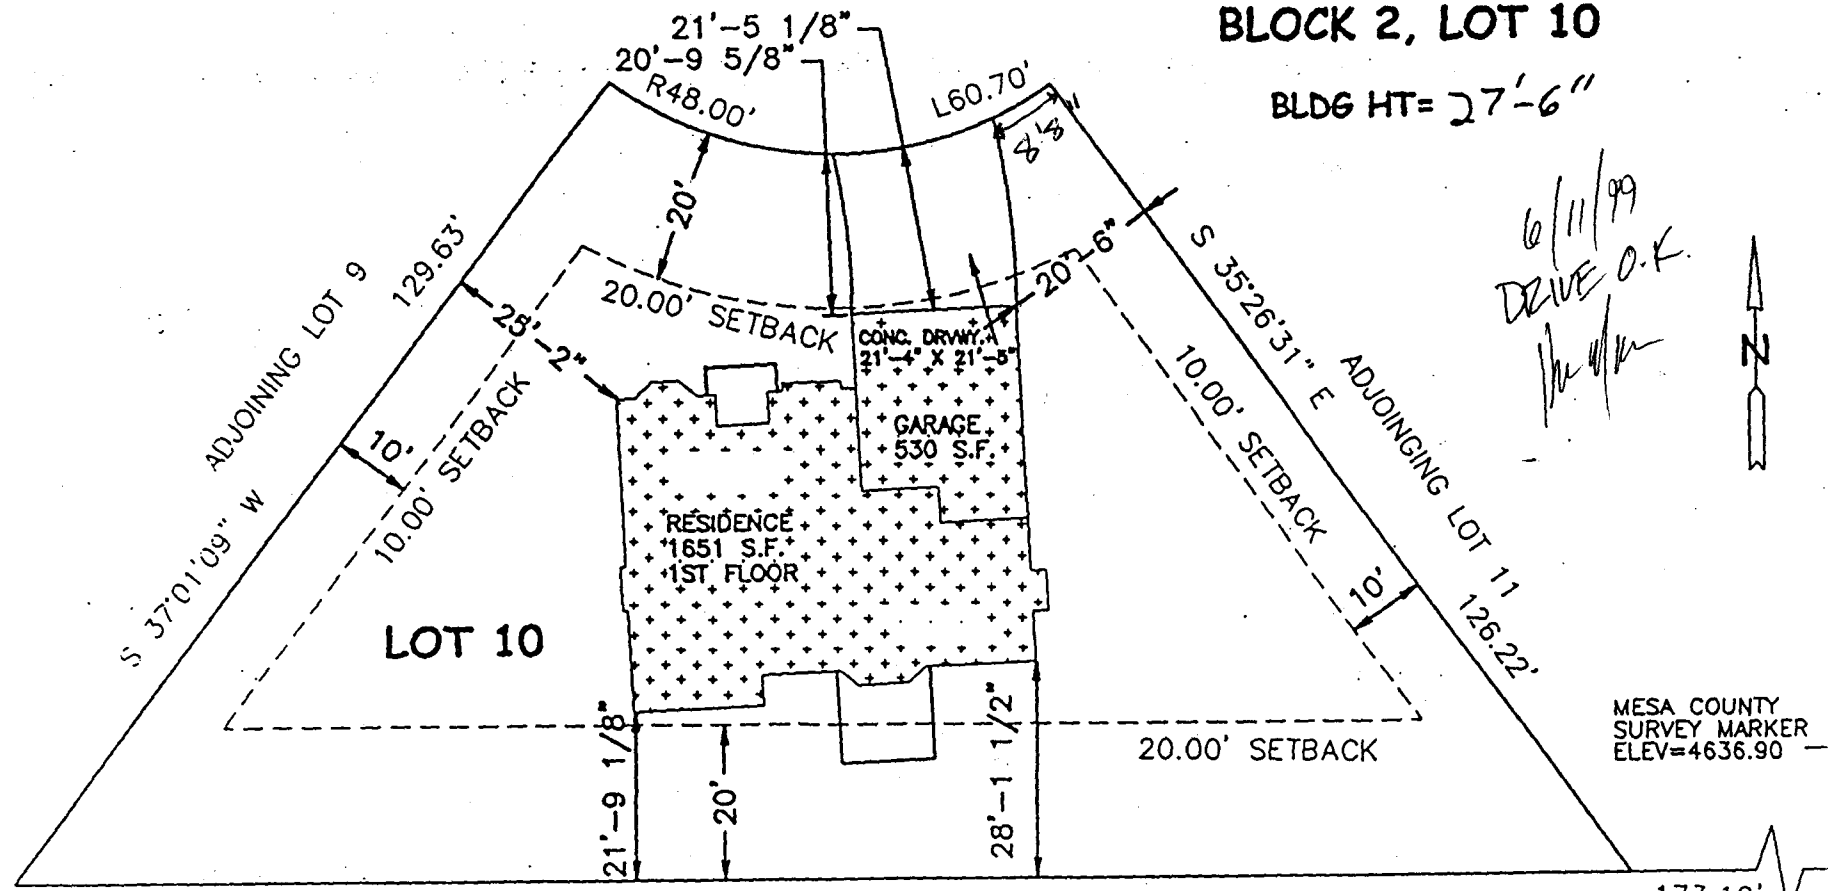 21'-5 1/8"
20'-9 5/8"
BLOCK 2, LOT 10
BLDG HT= 27'-6"
R48.00'
L60.70'
8'8"
6/11/99
DRIVE O.K.
20'
20'-6"
129.63'
ADJOINING LOT 9
S 37°01'09" W
25'-2"
10'
10.00' SETBACK
20.00' SETBACK
CONC. DRVWY.
21'-4" X 21'-5"
GARAGE
530 S.F.
RESIDENCE
1651 S.F.
1ST FLOOR
LOT 10
S 35°26'31" E
ADJOINGING LOT 11
126.22'
10.00' SETBACK
10'
N
MESA COUNTY
SURVEY MARKER
ELEV=4636.90
20.00' SETBACK
21'-9 1/8"
20'
28'-1 1/2"